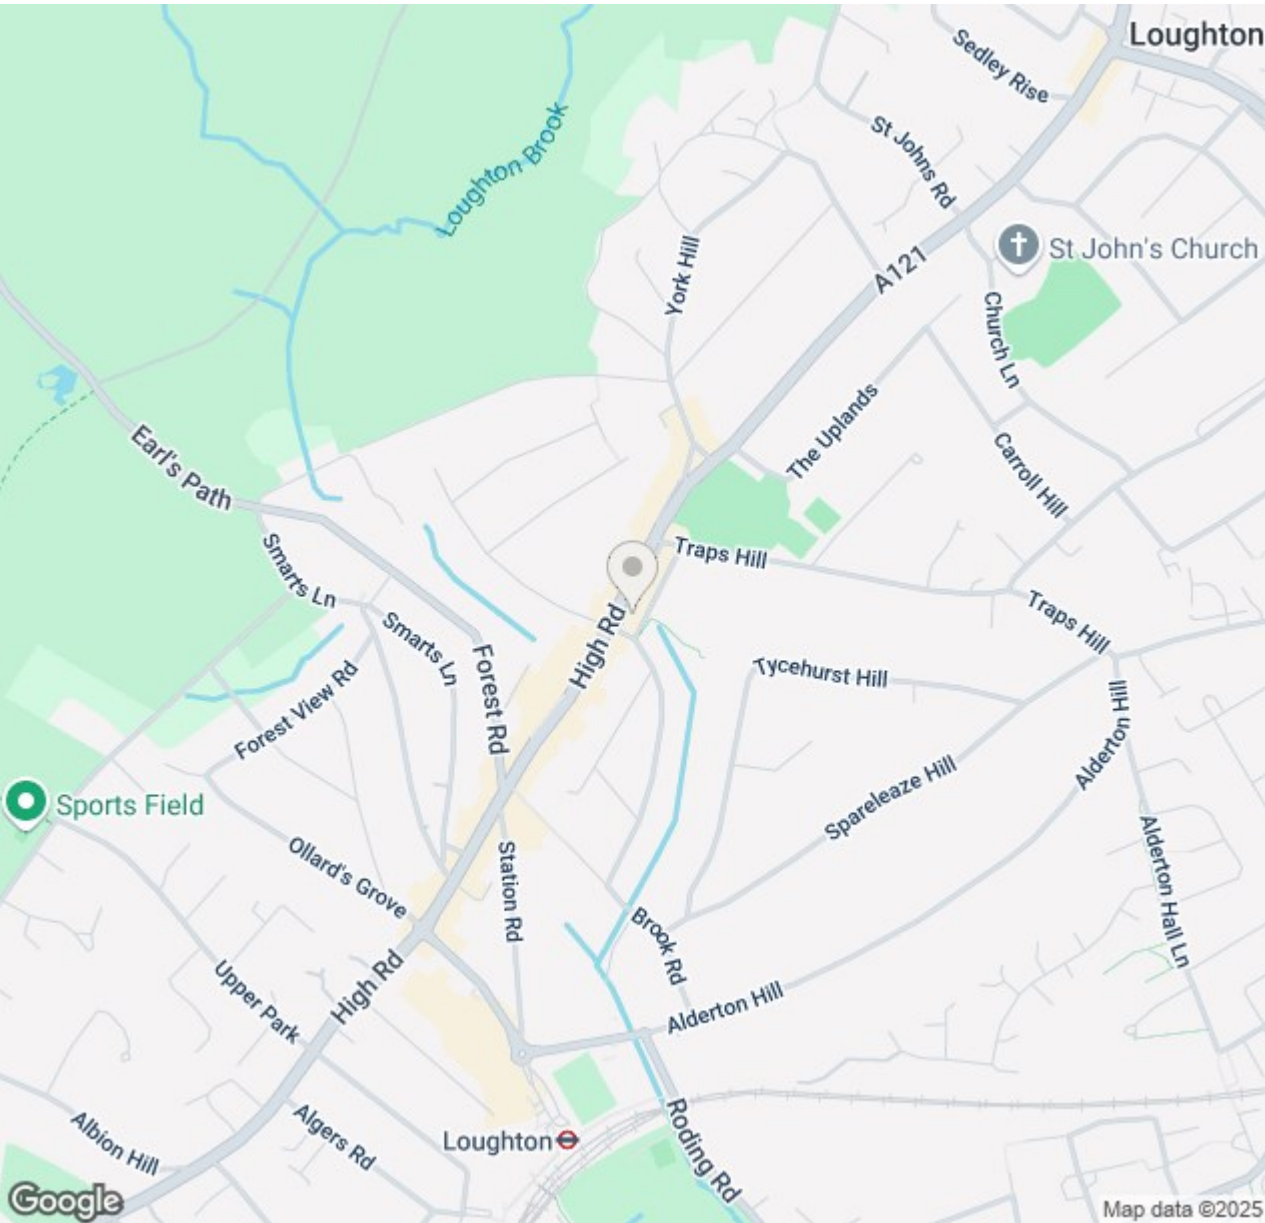 Loughton
Sedley Rise
St Johns Rd
Loughton Brook
York Hill
A121
St John's Church
Church Ln
The Uplands
Carroll Hill
Earl's Path
Smarts Ln
Traps Hill
Traps Hill
Smarts Ln
High Rd
Forest Rd
Tycehurst Hill
Forest View Rd
Alderton Hill
Spareleaze Hill
Sports Field
Ollard's Grove
Station Rd
Alderton Hall Ln
Brook Rd
High Rd
Upper Park
Alderton Hill
Albion Hill
Algers Rd
Loughton
Roding Rd
Google
Map data ©2025